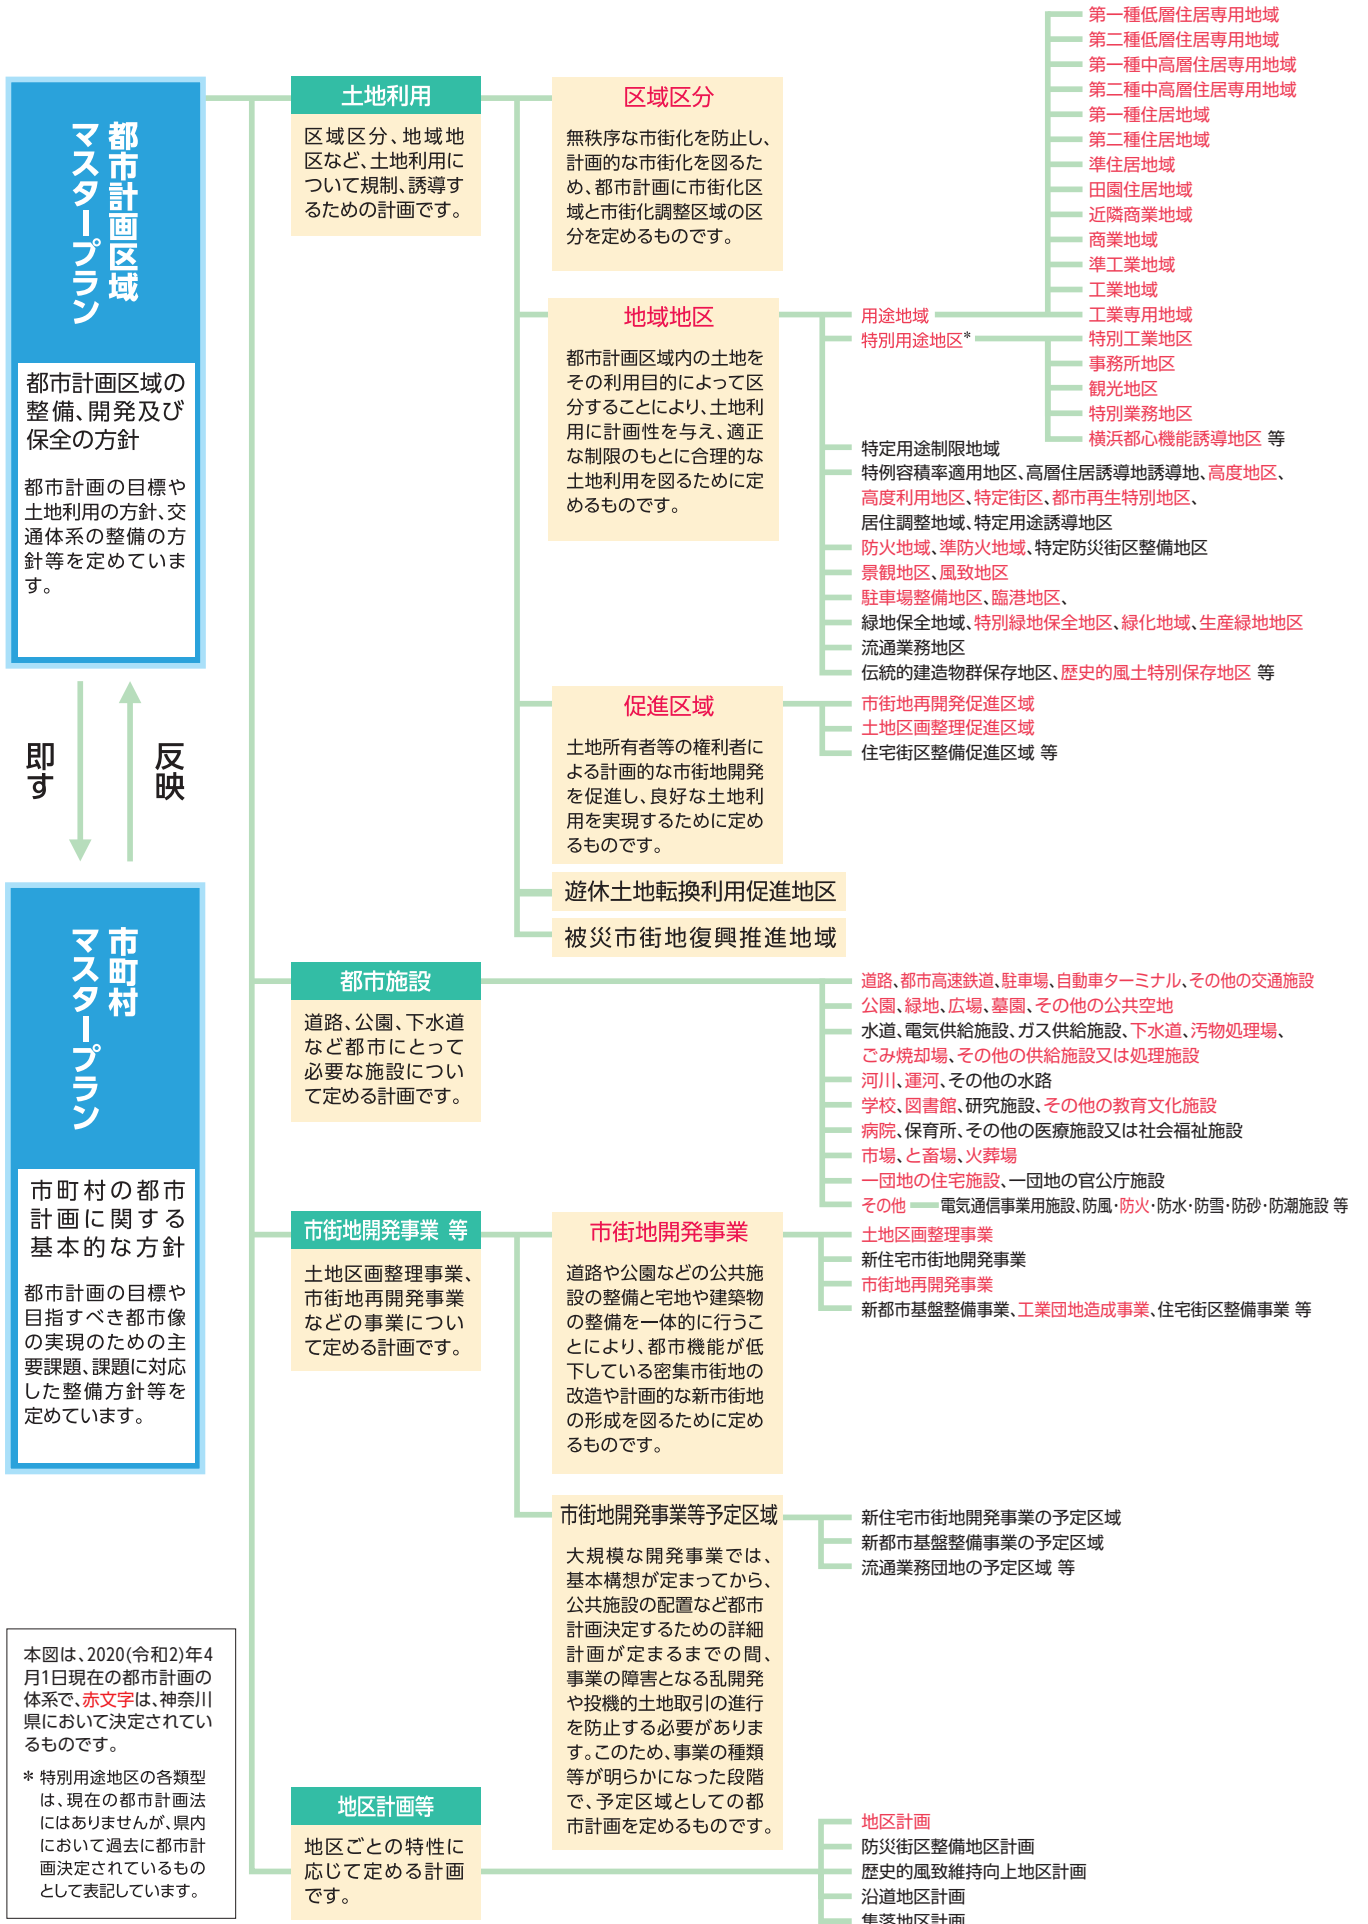 都市計画区域
マスタープラン
都市計画区域の
整備、開発及び
保全の方針
都市計画の目標や
土地利用の方針、交
通体系の整備の方
針等を定めていま
す。
即す
反映
市町村
マスタープラン
市町村の都市
計画に関する
基本的な方針
都市計画の目標や
目指すべき都市像
の実現のための主
要課題、課題に対応
した整備方針等を
定めています。
本図は、2020(令和2)年4
月1日現在の都市計画の
体系で、赤文字は、神奈川
県において決定されてい
るものです。
* 特別用途地区の各類型
は、現在の都市計画法
にはありませんが、県内
において過去に都市計
画決定されているもの
として表記しています。
土地利用
区域区分、地域地
区など、土地利用に
ついて規制、誘導す
るための計画です。
区域区分
無秩序な市街化を防止し、
計画的な市街化を図るた
め、都市計画に市街化区
域と市街化調整区域の区
分を定めるものです。
地域地区
都市計画区域内の土地を
その利用目的によって区
分することにより、土地利
用に計画性を与え、適正
な制限のもとに合理的な
土地利用を図るために定
めるものです。
用途地域
第一種低層住居専用地域
第二種低層住居専用地域
第一種中高層住居専用地域
第二種中高層住居専用地域
第一種住居地域
第二種住居地域
準住居地域
田園住居地域
近隣商業地域
商業地域
準工業地域
工業地域
工業専用地域
特別用途地区*
特別工業地区
事務所地区
観光地区
特別業務地区
横浜都心機能誘導地区 等
特定用途制限地域
特例容積率適用地区、高層住居誘導地誘導地、高度地区、
高度利用地区、特定街区、都市再生特別地区、
居住調整地域、特定用途誘導地区
防火地域、準防火地域、特定防災街区整備地区
景観地区、風致地区
駐車場整備地区、臨港地区、
緑地保全地域、特別緑地保全地区、緑化地域、生産緑地地区
流通業務地区
伝統的建造物群保存地区、歴史的風土特別保存地区 等
促進区域
土地所有者等の権利者に
よる計画的な市街地開発
を促進し、良好な土地利
用を実現するために定め
るものです。
市街地再開発促進区域
土地区画整理促進区域
住宅街区整備促進区域 等
遊休土地転換利用促進地区
被災市街地復興推進地域
都市施設
道路、公園、下水道
など都市にとって
必要な施設につい
て定める計画です。
道路、都市高速鉄道、駐車場、自動車ターミナル、その他の交通施設
公園、緑地、広場、墓園、その他の公共空地
水道、電気供給施設、ガス供給施設、下水道、汚物処理場、
ごみ焼却場、その他の供給施設又は処理施設
河川、運河、その他の水路
学校、図書館、研究施設、その他の教育文化施設
病院、保育所、その他の医療施設又は社会福祉施設
市場、と畜場、火葬場
一団地の住宅施設、一団地の官公庁施設
その他 電気通信事業用施設、防風・防火・防水・防雪・防砂・防潮施設 等
市街地開発事業 等
土地区画整理事業、
市街地再開発事業
などの事業につい
て定める計画です。
市街地開発事業
道路や公園などの公共施
設の整備と宅地や建築物
の整備を一体的に行うこ
とにより、都市機能が低
下している密集市街地の
改造や計画的な新市街地
の形成を図るために定め
るものです。
土地区画整理事業
新住宅市街地開発事業
市街地再開発事業
新都市基盤整備事業、工業団地造成事業、住宅街区整備事業 等
市街地開発事業等予定区域
大規模な開発事業では、
基本構想が定まってから、
公共施設の配置など都市
計画決定するための詳細
計画が定まるまでの間、
事業の障害となる乱開発
や投機的土地取引の進行
を防止する必要がありま
す。このため、事業の種類
等が明らかになった段階
で、予定区域としての都
市計画を定めるものです。
新住宅市街地開発事業の予定区域
新都市基盤整備事業の予定区域
流通業務団地の予定区域 等
地区計画等
地区ごとの特性に
応じて定める計画
です。
地区計画
防災街区整備地区計画
歴史的風致維持向上地区計画
沿道地区計画
集落地区計画